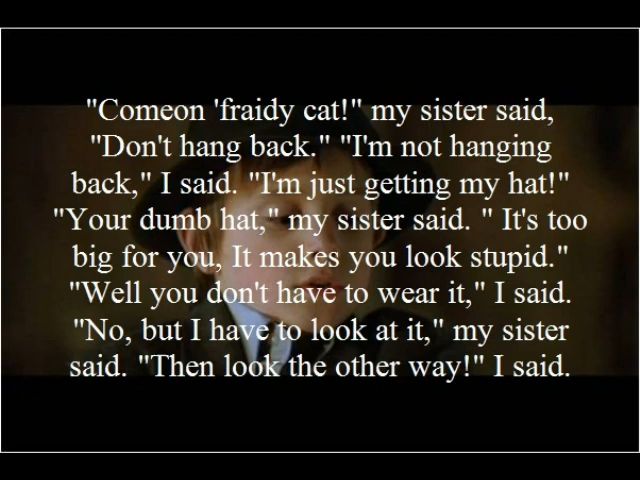 "Comeon 'fraidy cat!" my sister said,
"Don't hang back." "I'm not hanging
back," I said. "I'm just getting my hat!"
"Your dumb hat," my sister said. " It's too
big for you, It makes you look stupid."
"Well you don't have to wear it," I said.
"No, but I have to look at it," my sister
said. "Then look the other way!" I said.